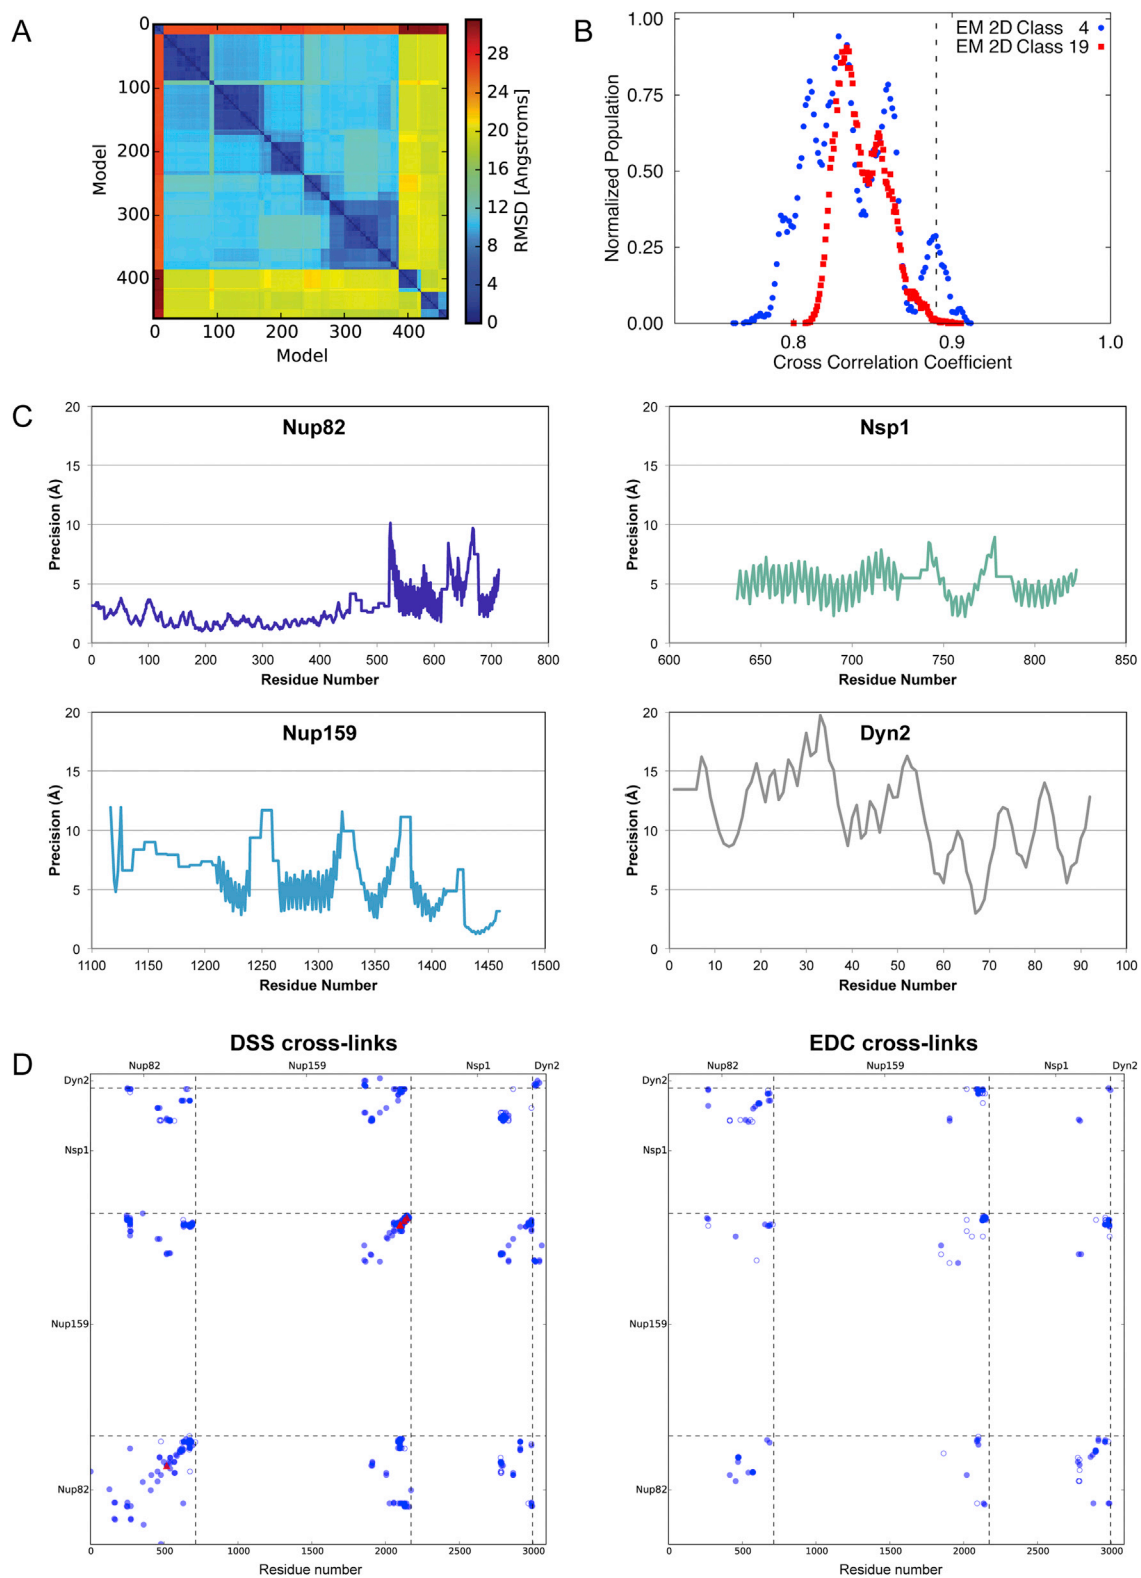 A
0
100
200
300
400
Model
0 100 200 300 400
Model
28
24
20
16
12
8
4
0
RMSD [Angstroms]
B
EM 2D Class 4
EM 2D Class 19
1.00
0.75
0.50
0.25
0.00
Normalized Population
0.8 0.9 1.0
Cross Correlation Coefficient
C
Nup82
20
15
10
5
0
Precision (Å)
0 100 200 300 400 500 600 700 800
Residue Number
Nsp1
20
15
10
5
0
Precision (Å)
600 650 700 750 800 850
Residue Number
Nup159
20
15
10
5
0
Precision (Å)
1100 1150 1200 1250 1300 1350 1400 1450 1500
Residue Number
Dyn2
20
15
10
5
0
Precision (Å)
0 10 20 30 40 50 60 70 80 90 100
Residue Number
D
DSS cross-links
Nup82 Nup159 Nsp1 Dyn2
Dyn2
Nsp1
Nup159
Nup82
0 500 1000 1500 2000 2500 3000
Residue number
EDC cross-links
Nup82 Nup159 Nsp1 Dyn2
Dyn2
Nsp1
Nup159
Nup82
0 500 1000 1500 2000 2500 3000
Residue number